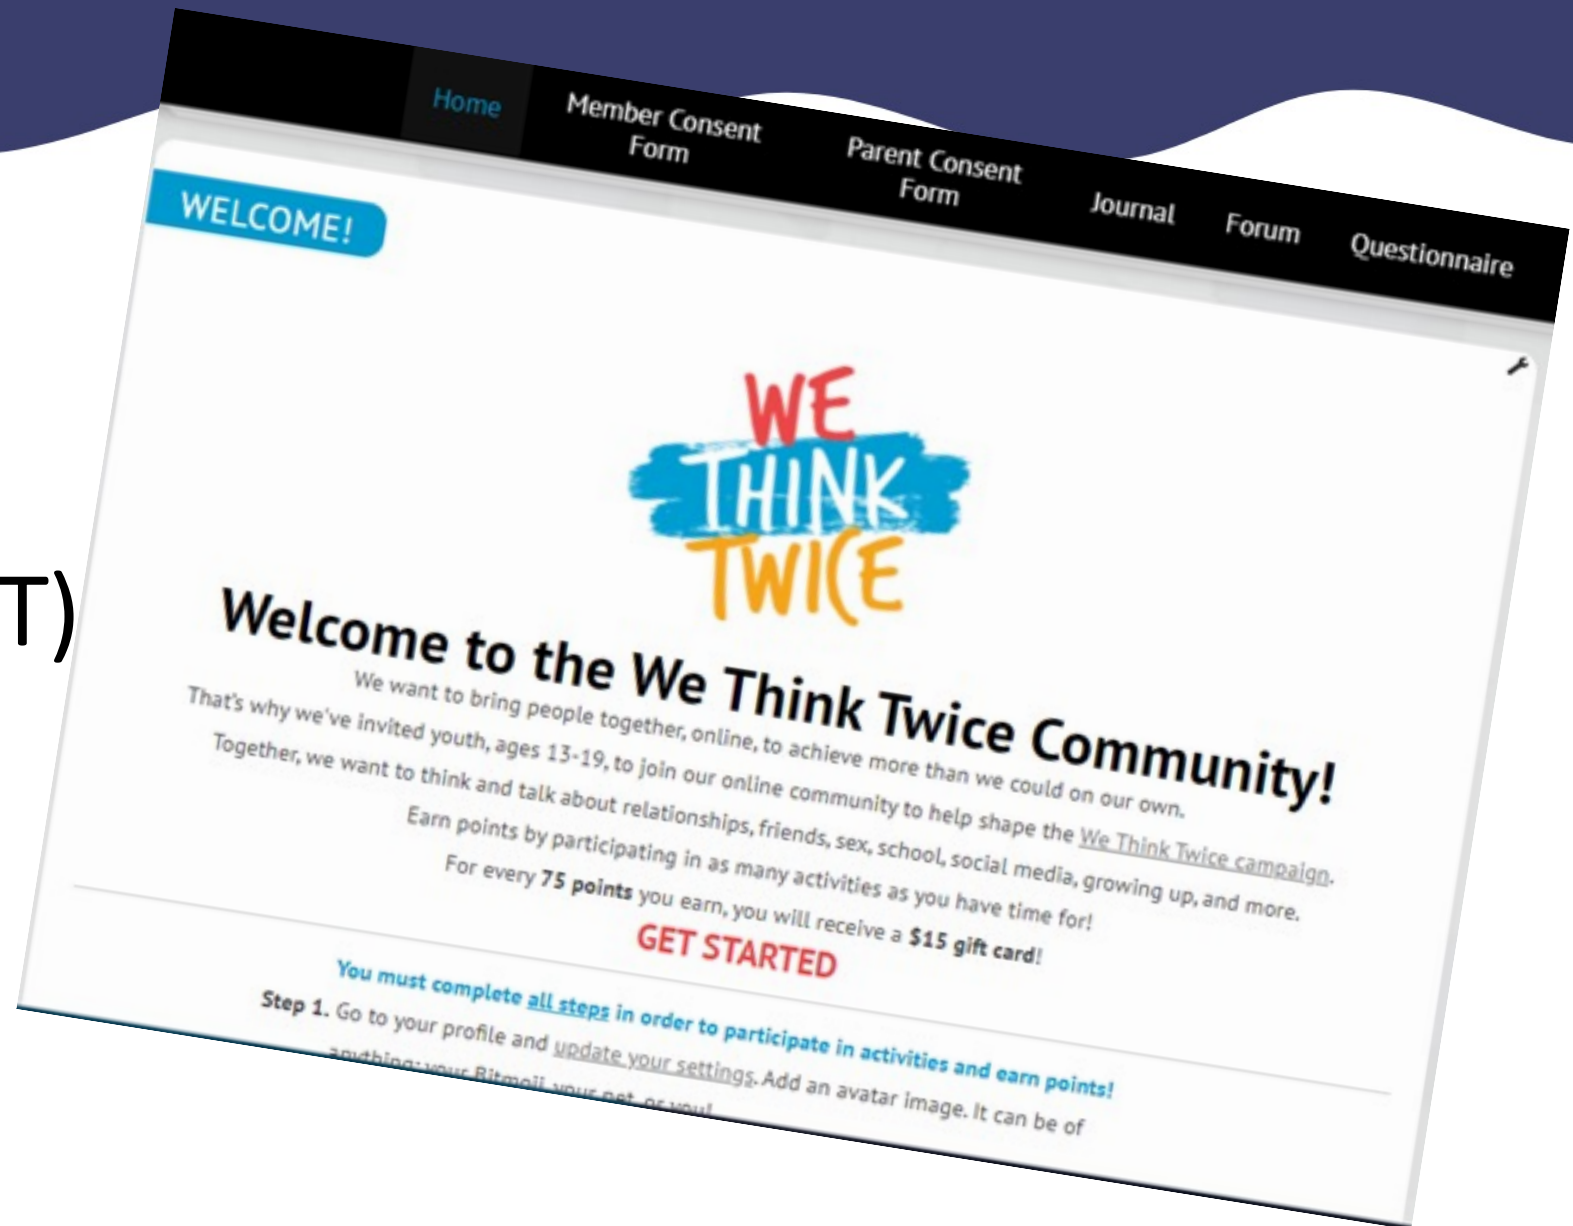 Home
Member Consent
Form
Parent Consent
Form
Journal
Forum
Questionnaire
WELCOME!
WE
THINK
TWICE
T)
Welcome to the We Think Twice Community!
We want to bring people together, online, to achieve more than we could on our own.
That's why we've invited youth, ages 13-19, to join our online community to help shape the We Think Twice campaign.
Together, we want to think and talk about relationships, friends, sex, school, social media, growing up, and more.
Earn points by participating in as many activities as you have time for!
For every 75 points you earn, you will receive a $15 gift card!
GET STARTED
You must complete all steps in order to participate in activities and earn points!
Step 1. Go to your profile and update your settings. Add an avatar image. It can be of
anything: your Bitmoji, your pet, or you!